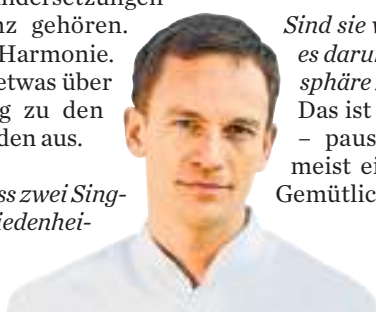 ndersetzungen
nz gehören.
Harmonie.
etwas über
g zu den
den aus.
ss zwei Sing-
iedenhei-
Sind sie
es daru
sphäre
Das ist
– paus
meist ei
Gemütlic